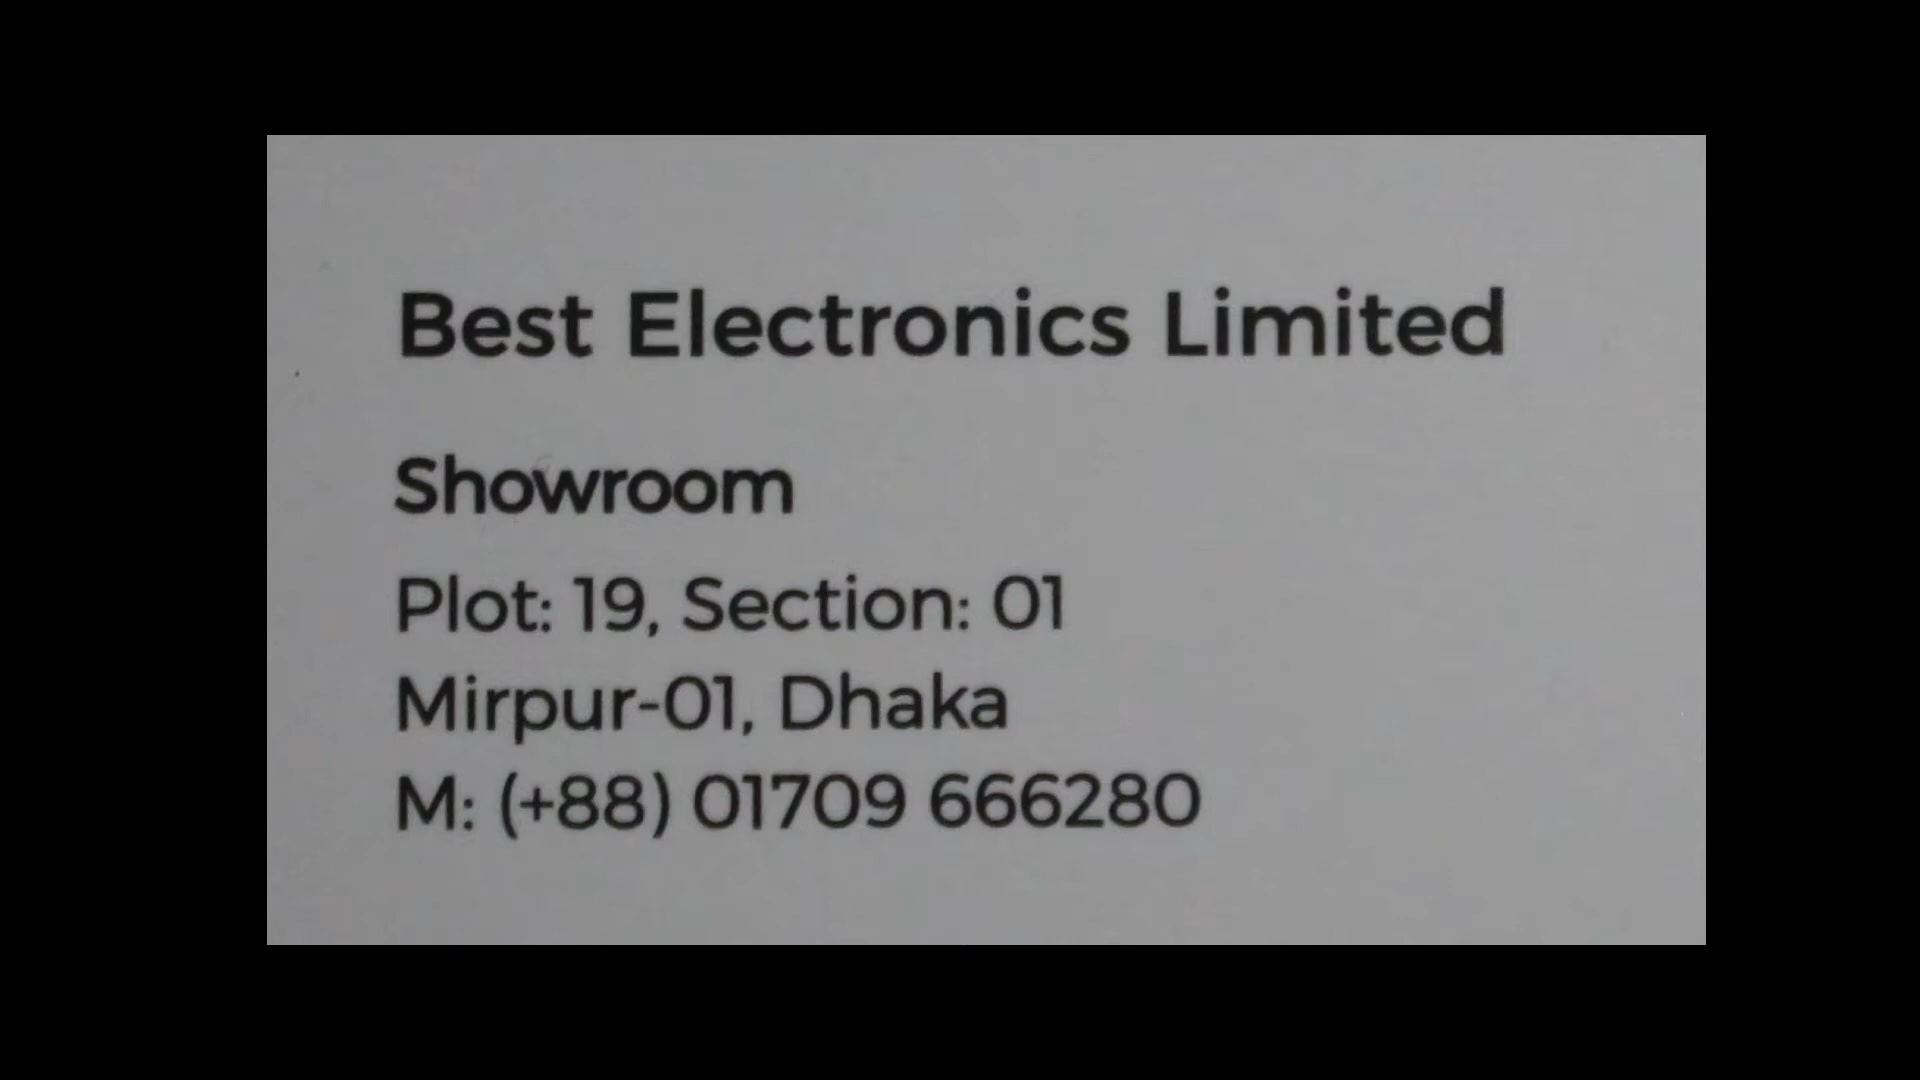 Best Electronics Limited
Showroom
Plot: 19, Section: 01
Mirpur-01, Dhaka
M: (+88) 01709 666280